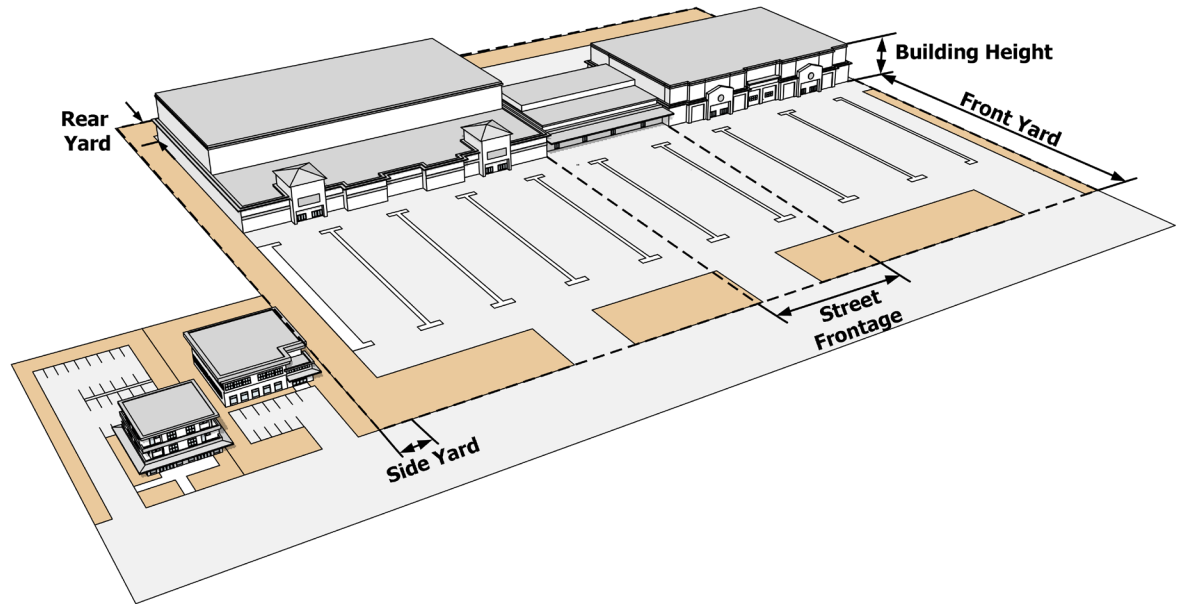 Building Height
Front Yard
Rear
Yard
Street
Frontage
Side Yard